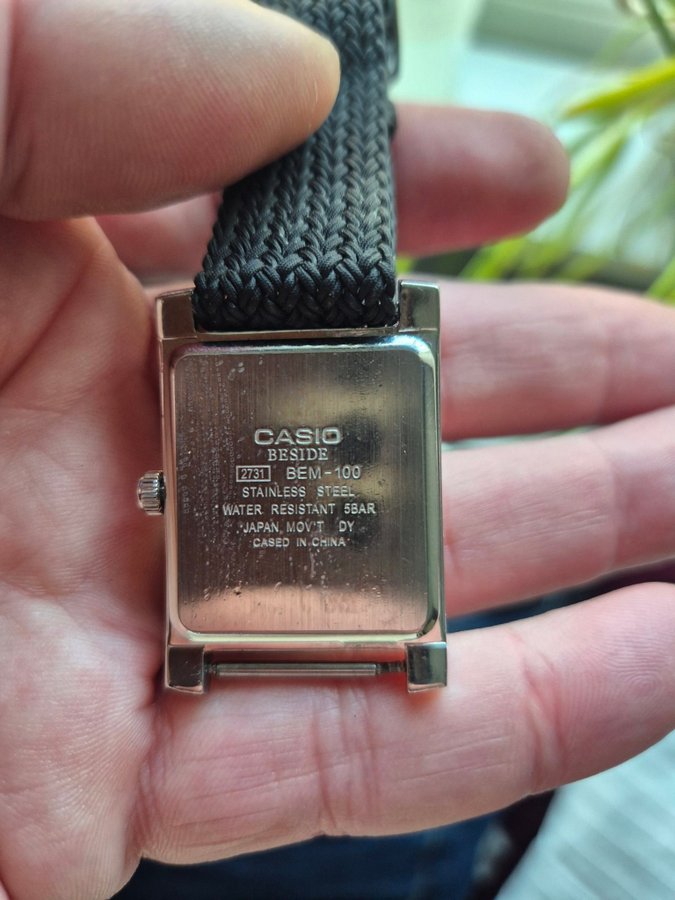 CASIO
BESIDE
2731 BEM-100
STAINLESS STEEL
WATER RESISTANT 5BAR
JAPAN MOV'T DY
CASED IN CHINA